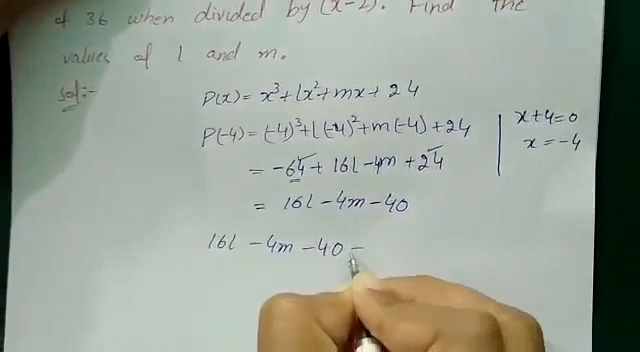 of 36 when divided by (x-2). Find the
values of l and m.
Sol:-
P(x) = x³ + lx² + mx + 24
P(-4) = (-4)³ + l(-4)² + m(-4) + 24
x + 4 = 0
x = -4
= -64 + 16l - 4m + 24
= 16l - 4m - 40
16l - 4m - 40 =